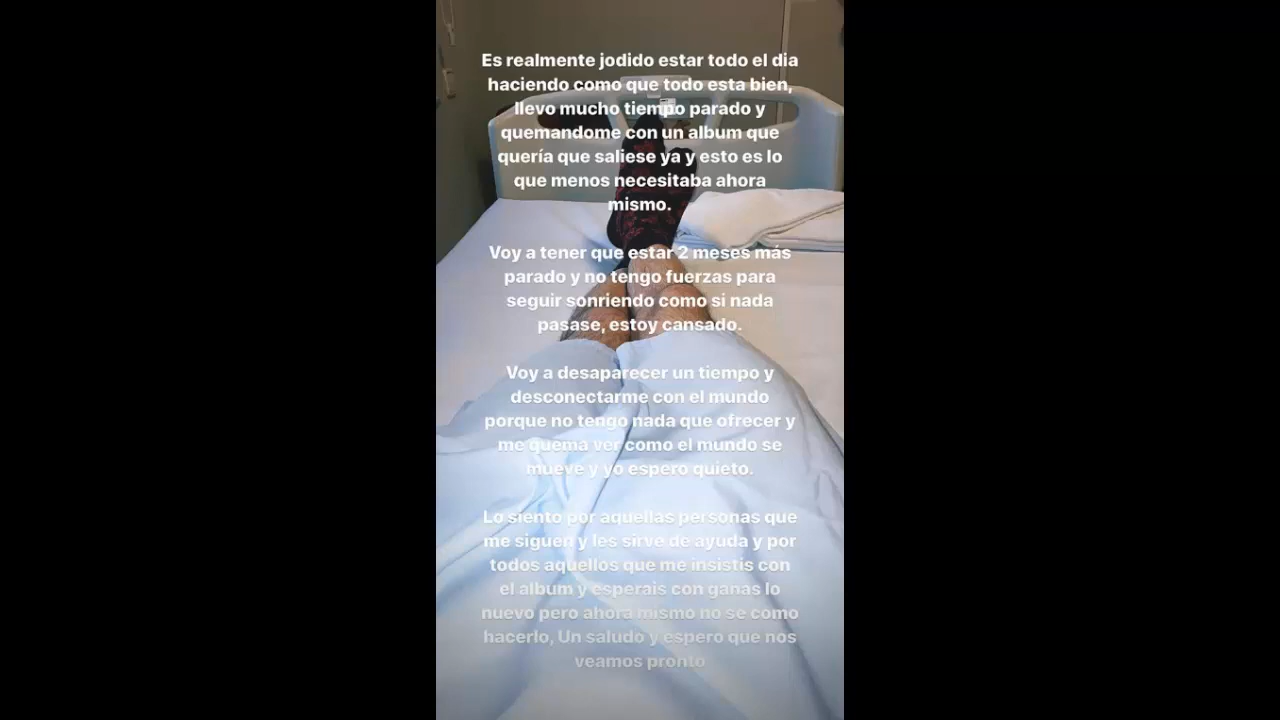 Es realmente jodido estar todo el dia
haciendo como que todo esta bien,
llevo mucho tiempo parado y
quemandome con un album que
quería que saliese ya y esto es lo
que menos necesitaba ahora
mismo.
Voy a tener que estar 2 meses más
parado y no tengo fuerzas para
seguir sonriendo como si nada
pasase, estoy cansado.
Voy a desaparecer un tiempo y
desconectarme con el mundo
porque no tengo nada que ofrecer y
me quema ver como el mundo se
mueve y yo espero quieto.
Lo siento por aquellas personas que
me siguen y les sirve de ayuda y por
todos aquellos que me insistis con
el album y esperais con ganas lo
nuevo pero ahora mismo no se como
hacerlo, Un saludo y espero que nos
veamos pronto